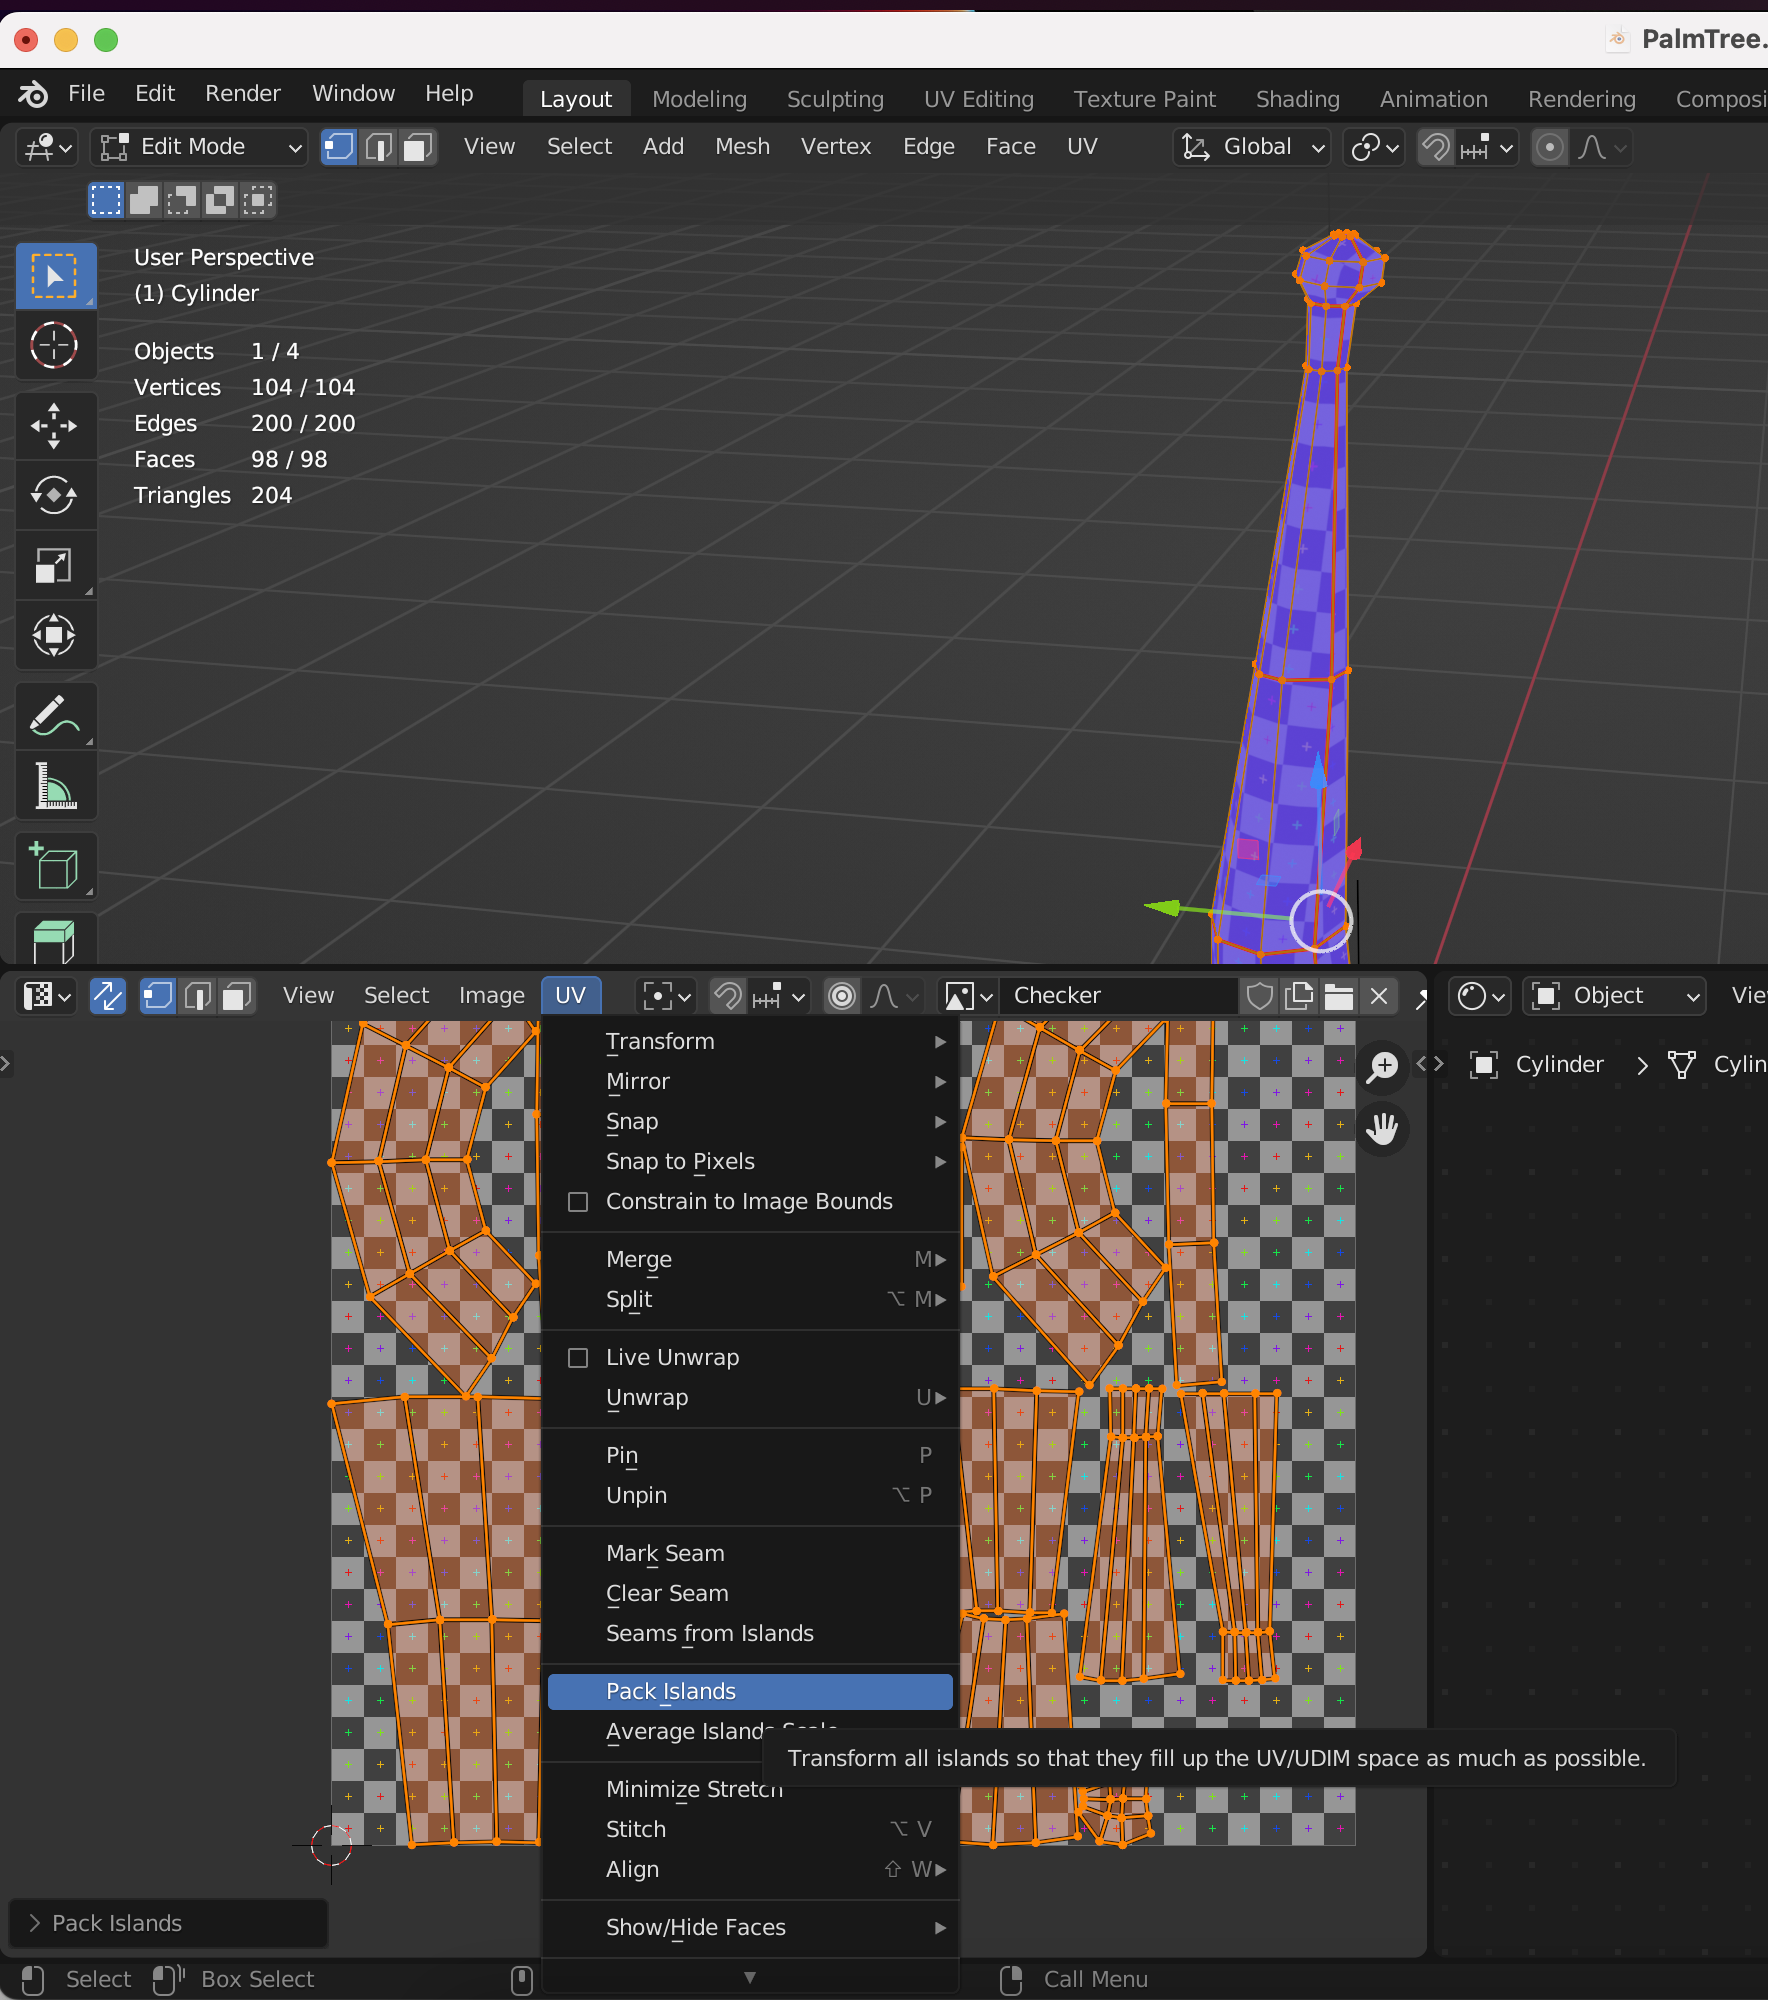 PalmTree.
File Edit Render Window Help Layout Modeling Sculpting UV Editing Texture Paint Shading Animation Rendering Composi
Edit Mode View Select Add Mesh Vertex Edge Face UV Global
User Perspective
(1) Cylinder
Objects 1 / 4
Vertices 104 / 104
Edges 200 / 200
Faces 98 / 98
Triangles 204
View Select Image UV Checker Object Vie
Transform
Mirror
Snap
Snap to Pixels
Constrain to Image Bounds
Merge M
Split ⌥ M
Live Unwrap
Unwrap U
Pin P
Unpin ⌥ P
Mark Seam
Clear Seam
Seams from Islands
Pack Islands
Average Islands Scale
Transform all islands so that they fill up the UV/UDIM space as much as possible.
Minimize Stretch
Stitch ⌥ V
Align ⇧ W
Show/Hide Faces
Cylinder > Cylin
> Pack Islands
Select Box Select Call Menu